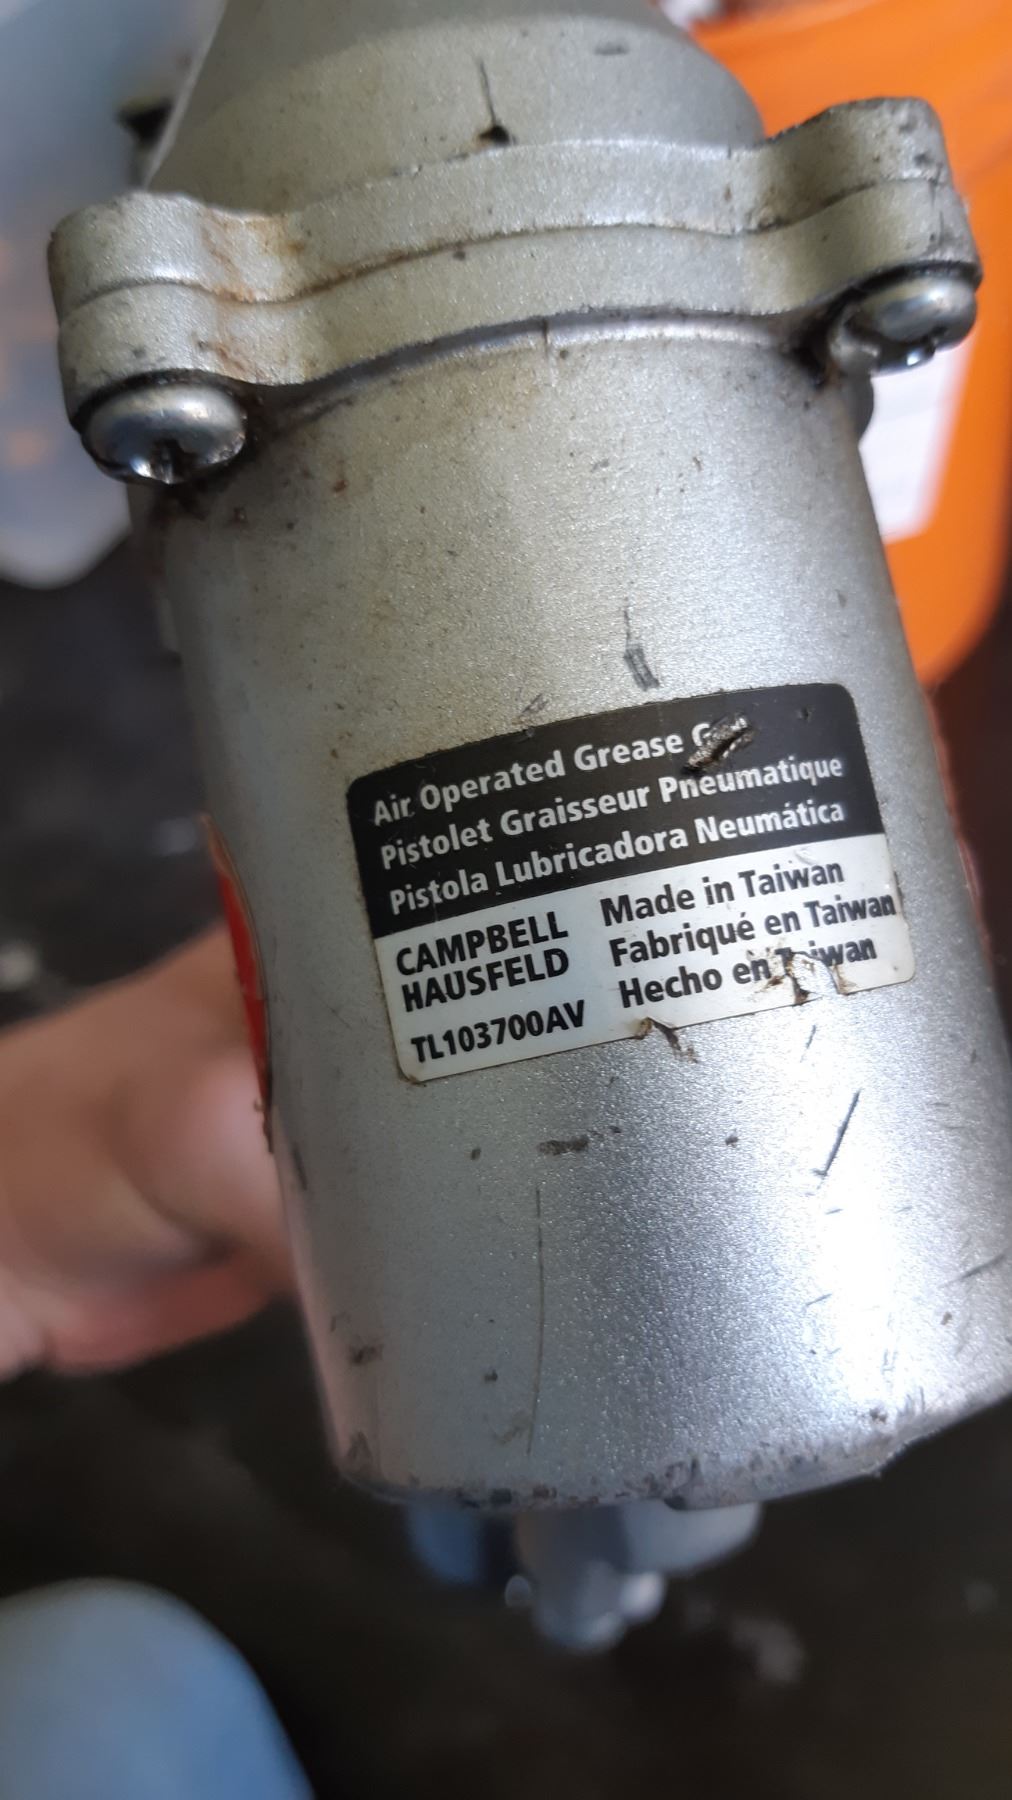 Air Operated Grease
Pistolet Graisseur Pneumatique
Pistola Lubricadora Neumática
CAMPBELL
HAUSFELD
TL103700AV
Made in Taiwan
Fabriqué en Taiwan
Hecho en Taiwan